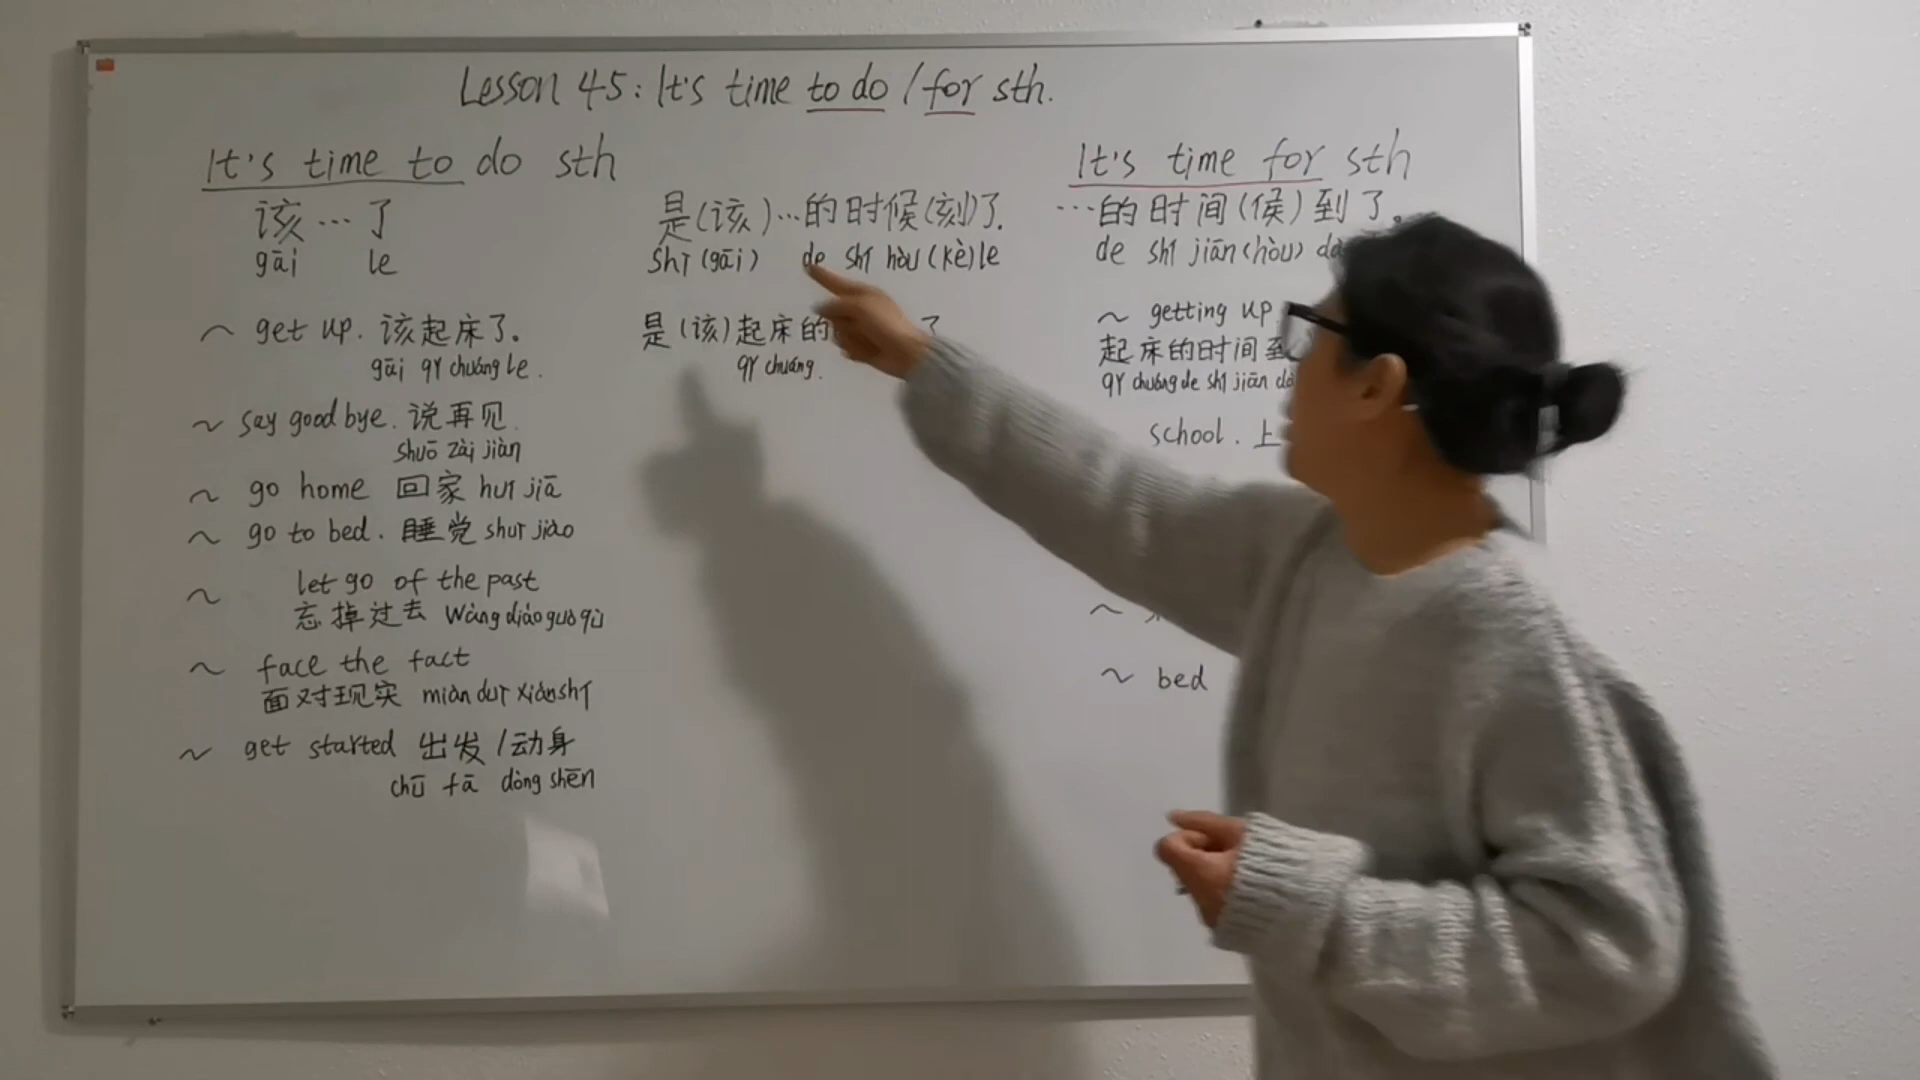 Lesson 45: It's time to do / for sth.
It's time to do sth
该…了
gāi le
~ get up. 该起床了.
gāi qǐ chuáng le.
~ say good bye. 说再见.
shuō zài jiàn
~ go home 回家 huí jiā
~ go to bed. 睡觉 shuì jiào
~ let go of the past
忘掉过去 wàng diào guò qù
~ face the fact
面对现实 miàn duì xiàn shí
~ get started 出发/动身
chū fā dòng shēn
是(该)…的时候(刻)了.
shì (gāi) de shí hòu (kè) le
是(该)起床的 了
qǐ chuáng.
It's time for sth
…的时间(候)到了。
de shí jiān (hòu)
~ getting up
起床的时间
qǐ chuáng de shí jiān
school. 上
~
~ bed